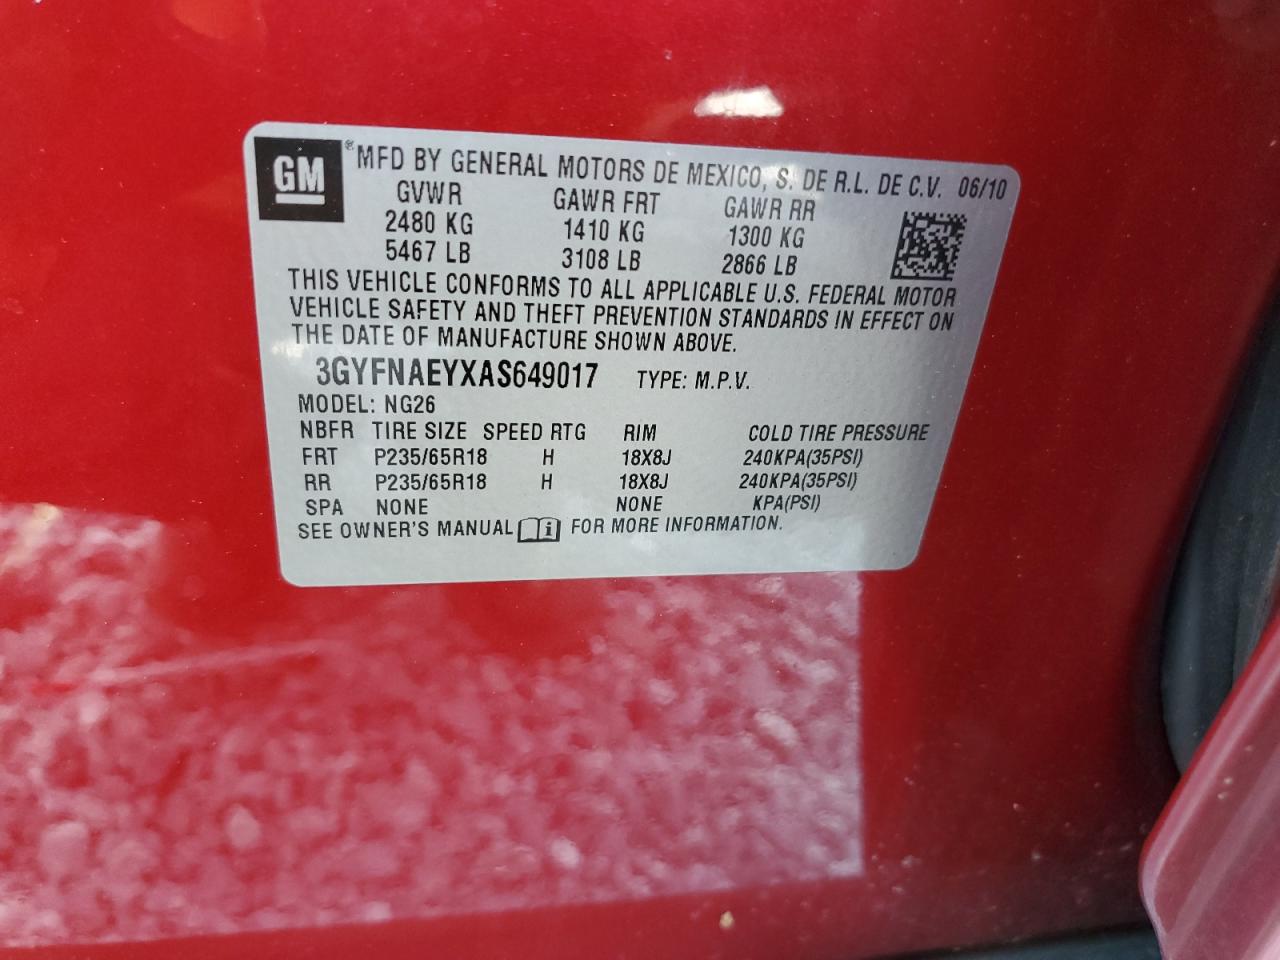 GM ® MFD BY GENERAL MOTORS DE MEXICO, S. DE R.L. DE C.V. 06/10
GVWR GAWR FRT GAWR RR
2480 KG 1410 KG 1300 KG
5467 LB 3108 LB 2866 LB
THIS VEHICLE CONFORMS TO ALL APPLICABLE U.S. FEDERAL MOTOR
VEHICLE SAFETY AND THEFT PREVENTION STANDARDS IN EFFECT ON
THE DATE OF MANUFACTURE SHOWN ABOVE.
3GYFNAEYXAS649017 TYPE: M.P.V.
MODEL: NG26
NBFR TIRE SIZE SPEED RTG RIM COLD TIRE PRESSURE
FRT P235/65R18 H 18X8J 240KPA(35PSI)
RR P235/65R18 H 18X8J 240KPA(35PSI)
SPA NONE NONE KPA(PSI)
SEE OWNER'S MANUAL i FOR MORE INFORMATION.